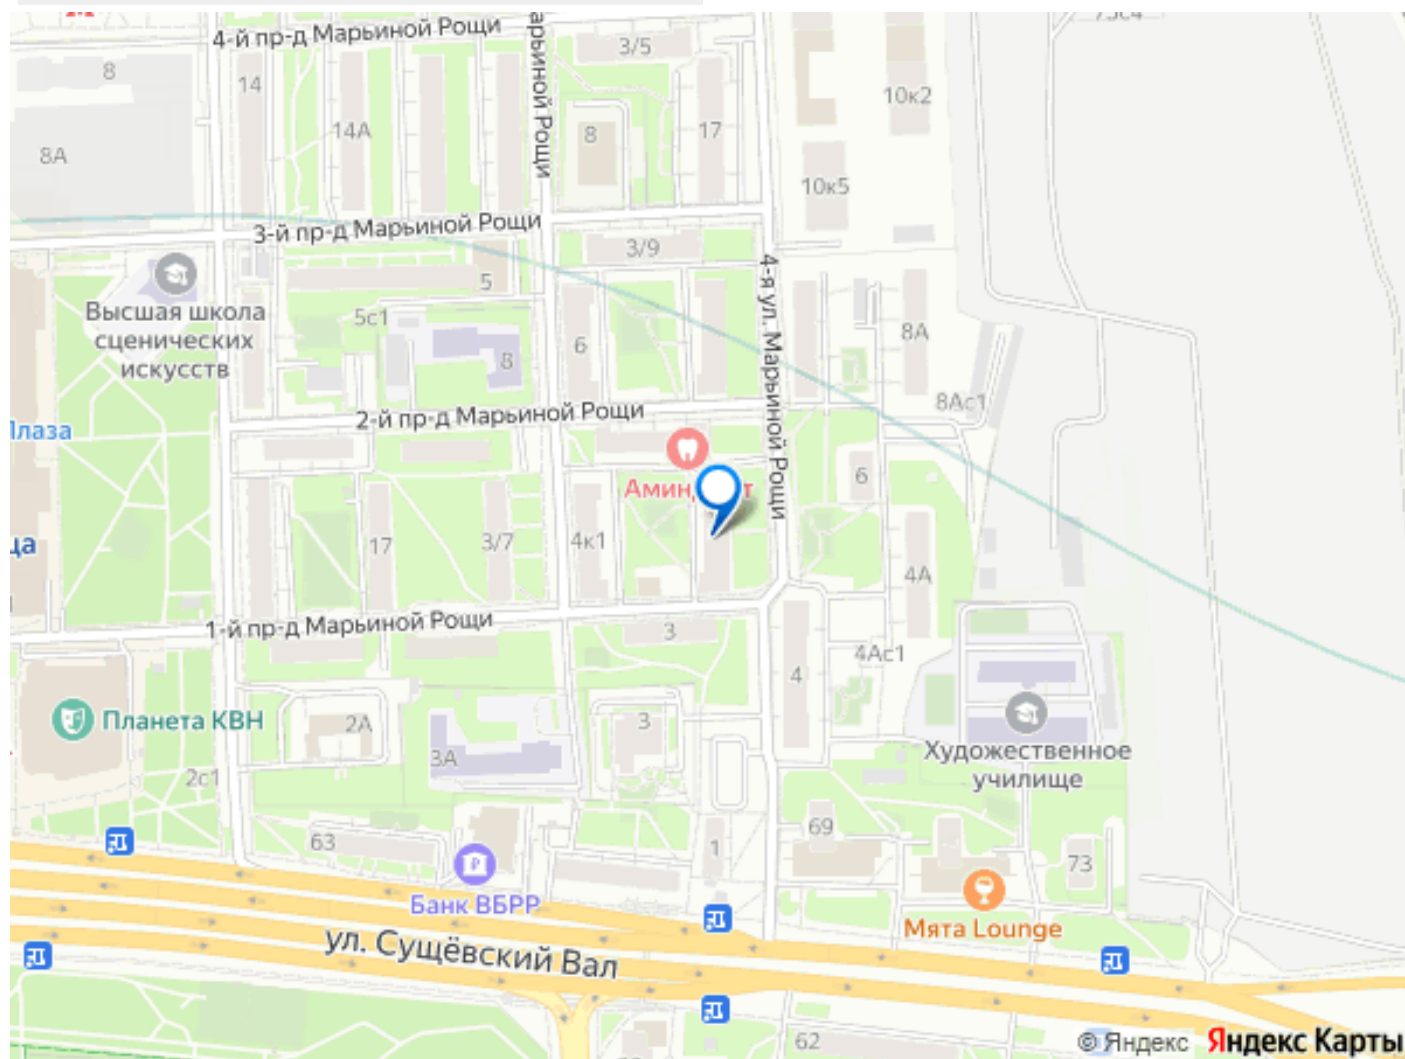 4-й пр-д Марьиной Рощи
3/5
8
14
10к2
14А
8
17
арьиной Рощи
8А
10к5
3-й пр-д Марьиной Рощи
3/9
4-я ул. Марьиной Рощи
5
Высшая школа
сценических
искусств
5с1
6
8
8А
8Ас1
2-й пр-д Марьиной Рощи
Плаза
6
17
3/7
4к1
4А
ца
1-й пр-д Марьиной Рощи
3
4Ас1
4
Планета КВН
2А
3
3А
2с1
Художественное
училище
63
1
69
73
Банк ВБРР
Мята Lounge
ул. Сущёвский Вал
62
© Яндекс Яндекс Карты